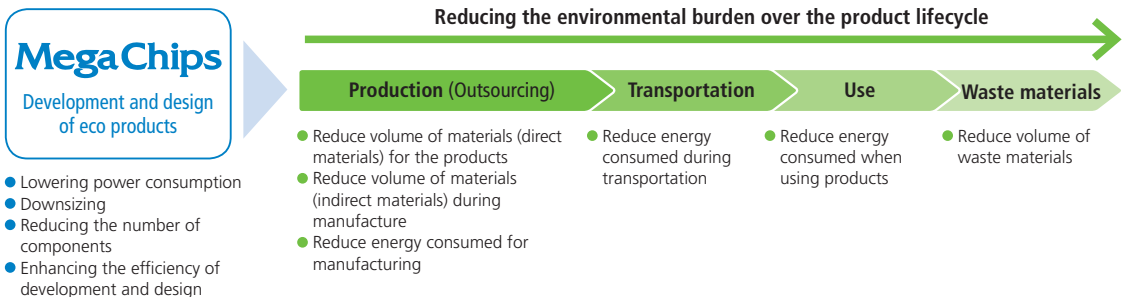 Reducing the environmental burden over the product lifecycle
MegaChips
Development and design
of eco products
Lowering power consumption
Downsizing
Reducing the number of
components
Enhancing the efficiency of
development and design
Production (Outsourcing)
Reduce volume of materials (direct
materials) for the products
Reduce volume of materials
(indirect materials) during
manufacture
Reduce energy consumed for
manufacturing
Transportation
Reduce energy
consumed during
transportation
Use
Reduce energy
consumed when
using products
Waste materials
Reduce volume of
waste materials